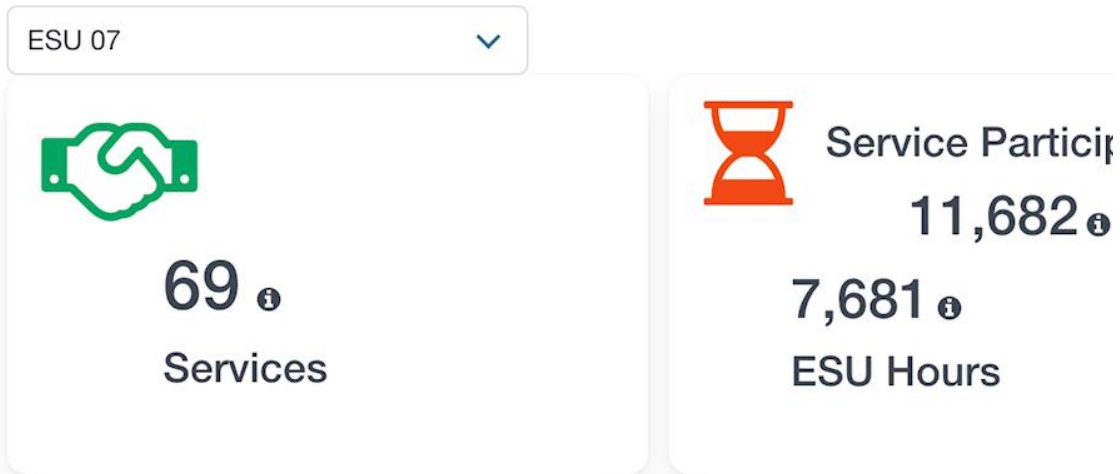 ESU 07
69
Services
Service Particip
11,682
7,681
ESU Hours